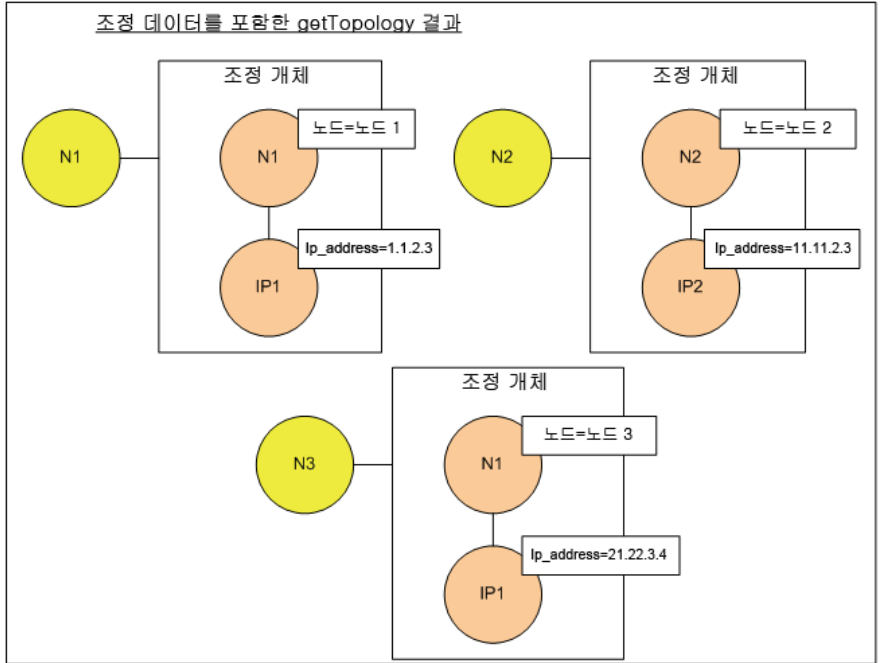 조정 데이터를 포함한 getTopology 결과
조정 개체
N1
N1
노드=노드 1
Ip_address=1.1.2.3
IP1
조정 개체
N2
N2
노드=노드 2
Ip_address=11.11.2.3
IP2
조정 개체
N3
N1
노드=노드 3
Ip_address=21.22.3.4
IP1